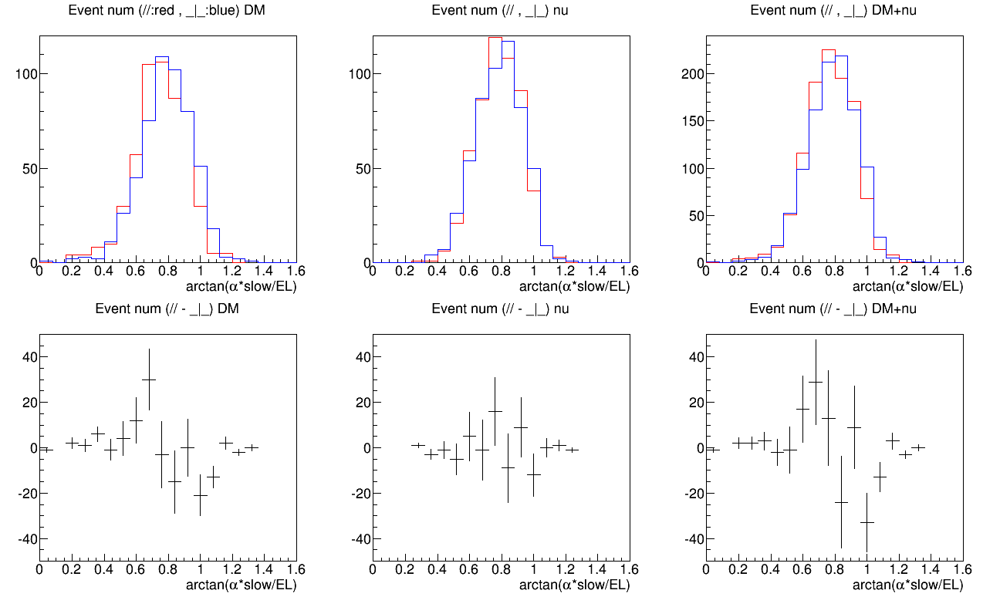 Event num (//:red , _|_:blue) DM
Event num (// , _|_) nu
Event num (// , _|_) DM+nu
100
50
0
0 0.2 0.4 0.6 0.8 1 1.2 1.4 1.6
arctan(α*slow/EL)
100
50
0
0 0.2 0.4 0.6 0.8 1 1.2 1.4 1.6
arctan(α*slow/EL)
200
150
100
50
0
0 0.2 0.4 0.6 0.8 1 1.2 1.4 1.6
arctan(α*slow/EL)
Event num (// - _|_) DM
Event num (// - _|_) nu
Event num (// - _|_) DM+nu
40
20
0
-20
-40
0 0.2 0.4 0.6 0.8 1 1.2 1.4 1.6
arctan(α*slow/EL)
40
20
0
-20
-40
0 0.2 0.4 0.6 0.8 1 1.2 1.4 1.6
arctan(α*slow/EL)
40
20
0
-20
-40
0 0.2 0.4 0.6 0.8 1 1.2 1.4 1.6
arctan(α*slow/EL)